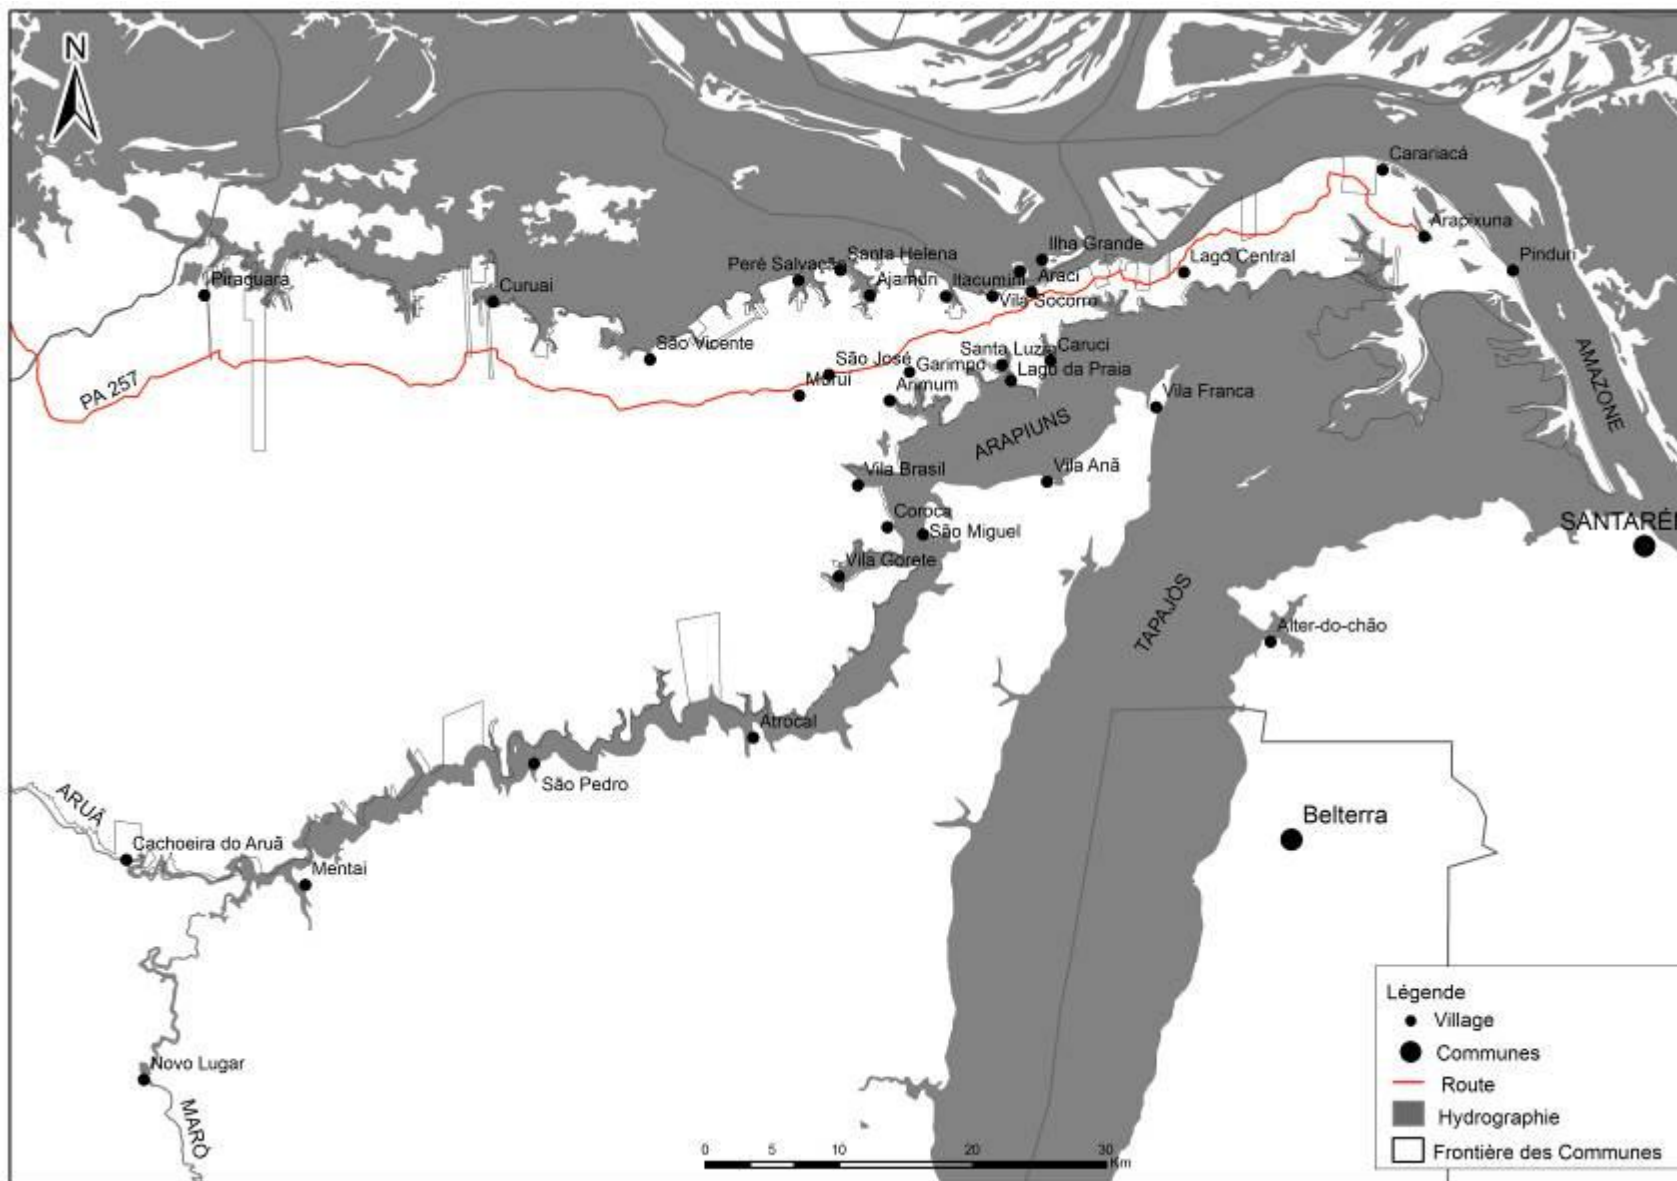 N
Carariacá
Arapixuna
Ilha Grande
Santa Helena
Peré Salvação
Lago Central
Pinduri
Araci
Ajamuri
Itacumini
Piraquara
Curuai
Vila Socorro
São Vicente
São José
Garimpo
Santa Luzia
Caruci
Lago da Praia
Murui
Arimum
PA 257
Vila Franca
AMAZONE
ARAPIUNS
Vila Brasil
Vila Anã
Coroca
São Miguel
SANTARÉ
Vila Gorete
TAPAJÓS
Alter-do-chão
Atrocal
São Pedro
ARUÃ
Belterra
Cachoeira do Aruã
Mentai
Novo Lugar
MARÓ
Légende
Village
Communes
Route
Hydrographie
Frontière des Communes
0 5 10 20 30
Km